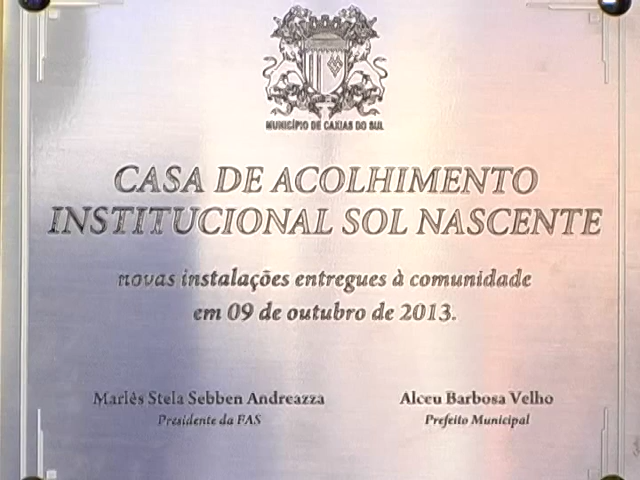 MUNICÍPIO DE CAXIAS DO SUL
CASA DE ACOLHIMENTO
INSTITUCIONAL SOL NASCENTE
novas instalações entregues à comunidade
em 09 de outubro de 2013.
Marlês Stela Sebben Andreazza
Presidente da FAS
Alceu Barbosa Velho
Prefeito Municipal